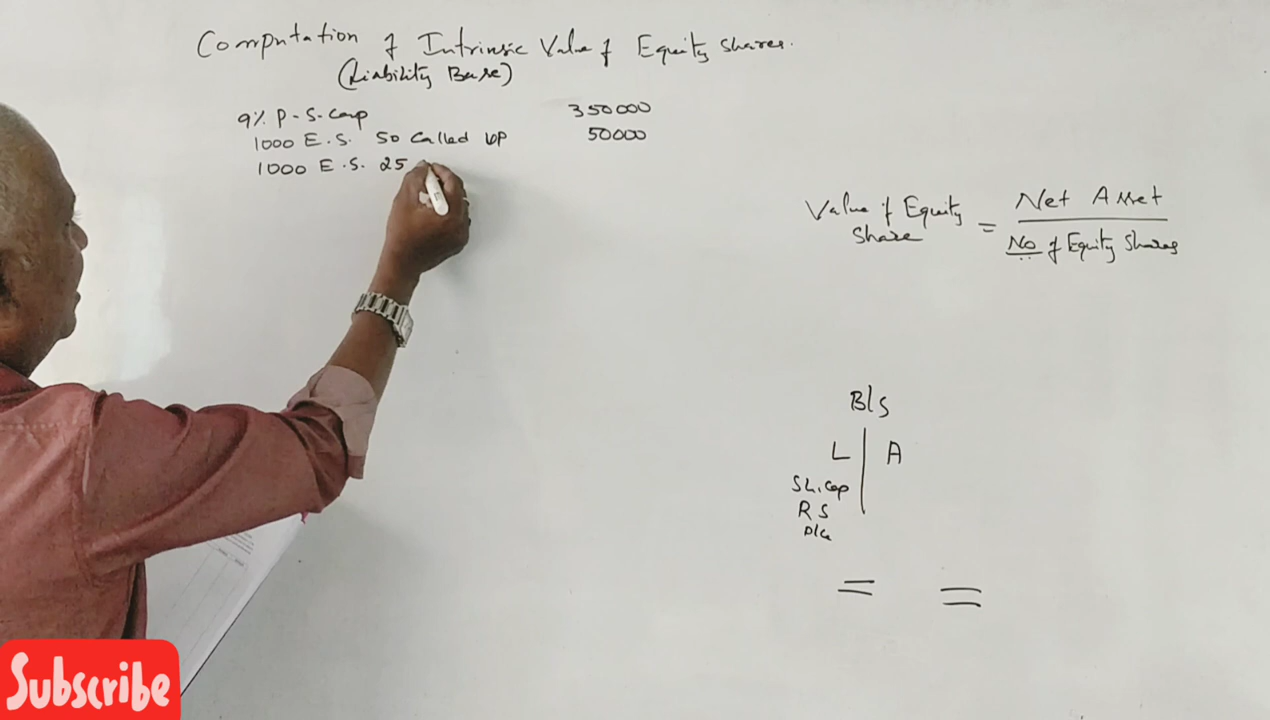 Computation of Intrinsic Value of Equity Shares.
(Liability Base)
9% P-S-Cap 350000
1000 E.S. 50 Called up 50000
1000 E.S. 25
Value of Equity Share = Net Asset / No of Equity Shares
B/S
L A
Sh.Cap
R S
= =
Subscribe